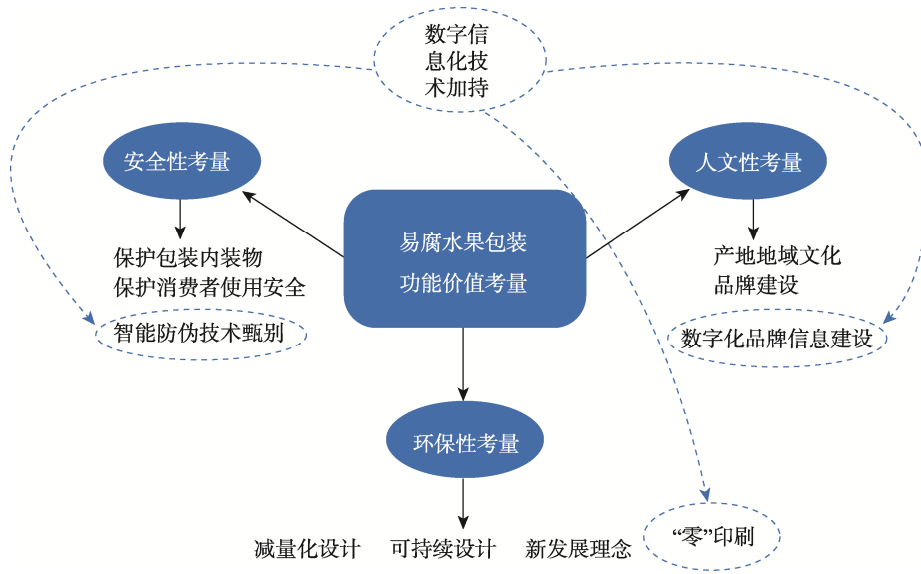 数字信
息化技
术加持
安全性考量
人文性考量
易腐水果包装
功能价值考量
保护包装内装物
保护消费者使用安全
智能防伪技术甄别
产地地域文化
品牌建设
数字化品牌信息建设
环保性考量
减量化设计 可持续设计 新发展理念
“零”印刷